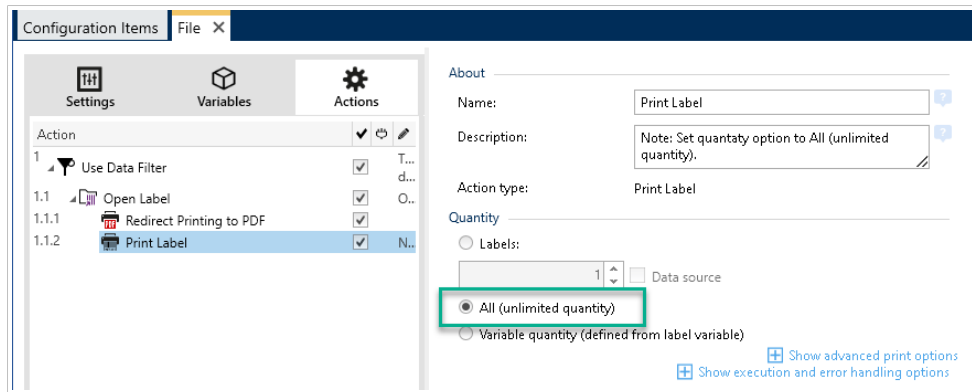 Configuration Items File
Settings Variables Actions
Action
1 Use Data Filter T...
d...
1.1 Open Label O..
1.1.1 Redirect Printing to PDF
1.1.2 Print Label N..
About
Name: Print Label
Description: Note: Set quantaty option to All (unlimited
quantity).
Action type: Print Label
Quantity
Labels:
1 Data source
All (unlimited quantity)
Variable quantity (defined from label variable)
Show advanced print options
Show execution and error handling options